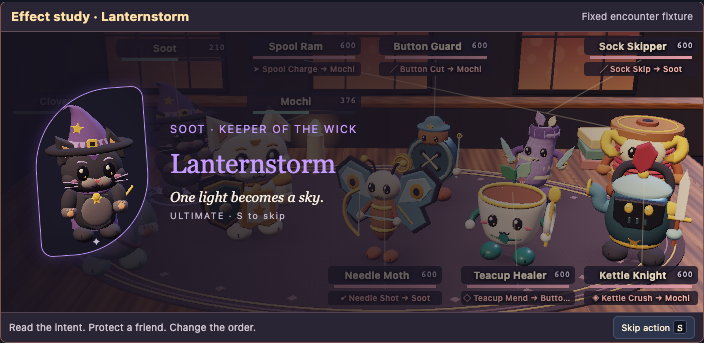 Effect study · Lanternstorm
Fixed encounter fixture
Soot 210
Spool Ram 600
Button Guard 600
Sock Skipper 600
➤ Spool Charge → Mochi
⟋ Button Cut → Mochi
⟋ Sock Skip → Soot
Mochi 376
SOOT · KEEPER OF THE WICK
Lanternstorm
One light becomes a sky.
ULTIMATE · S to skip
Needle Moth 600
Teacup Healer 600
Kettle Knight 600
➶ Needle Shot → Soot
◇ Teacup Mend → Butto...
◈ Kettle Crush → Mochi
Read the intent. Protect a friend. Change the order.
Skip action S